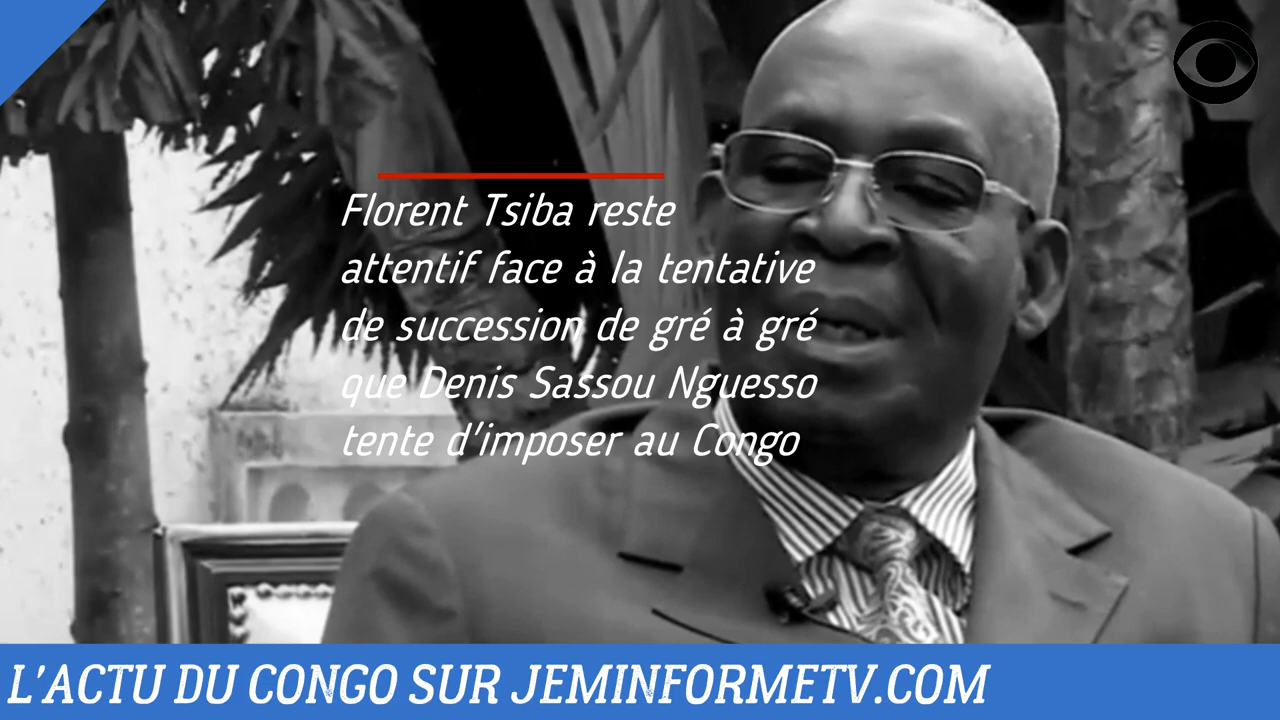 Florent Tsiba reste
attentif face à la tentative
de succession de gré à gré
que Denis Sassou Nguesso
tente d'imposer au Congo
L'ACTU DU CONGO SUR JEMINFORMETV.COM